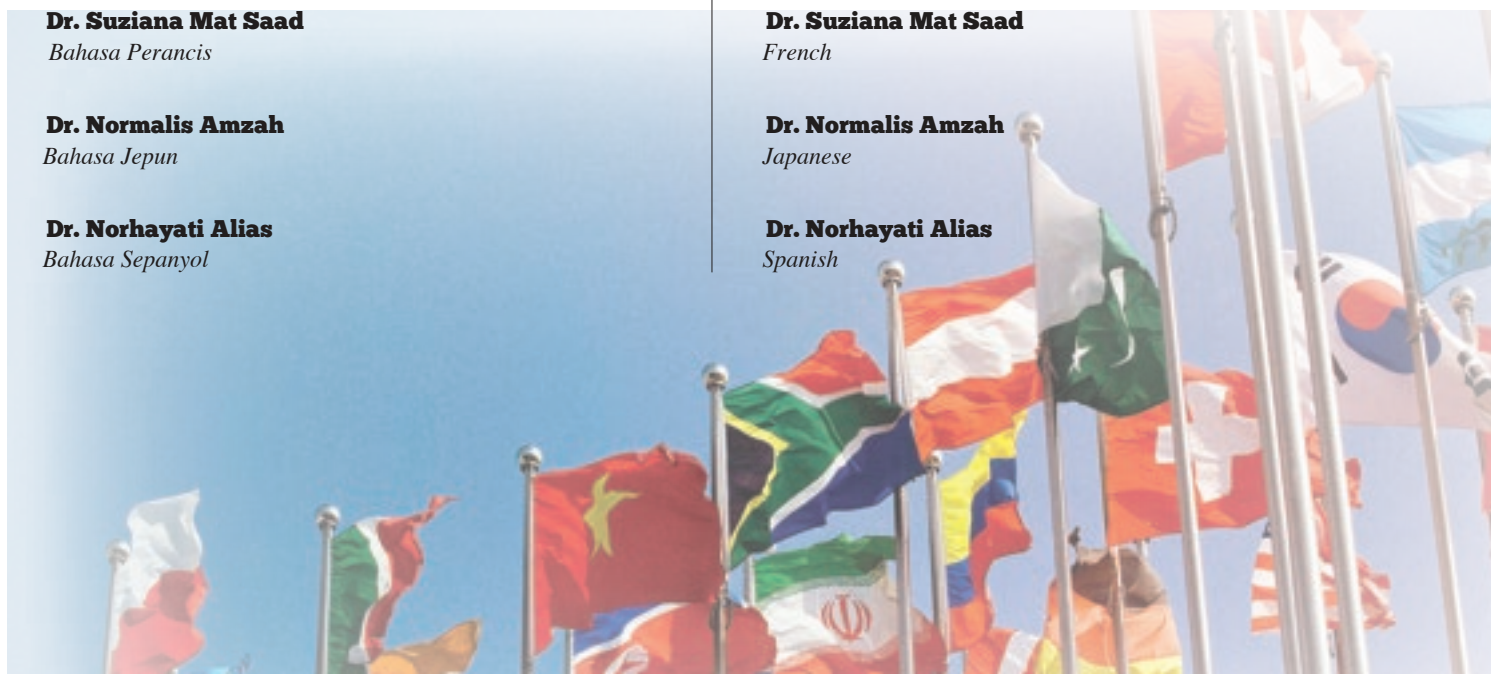 Dr. Suziana Mat Saad
Bahasa Perancis
Dr. Normalis Amzah
Bahasa Jepun
Dr. Norhayati Alias
Bahasa Sepanyol
Dr. Suziana Mat Saad
French
Dr. Normalis Amzah
Japanese
Dr. Norhayati Alias
Spanish